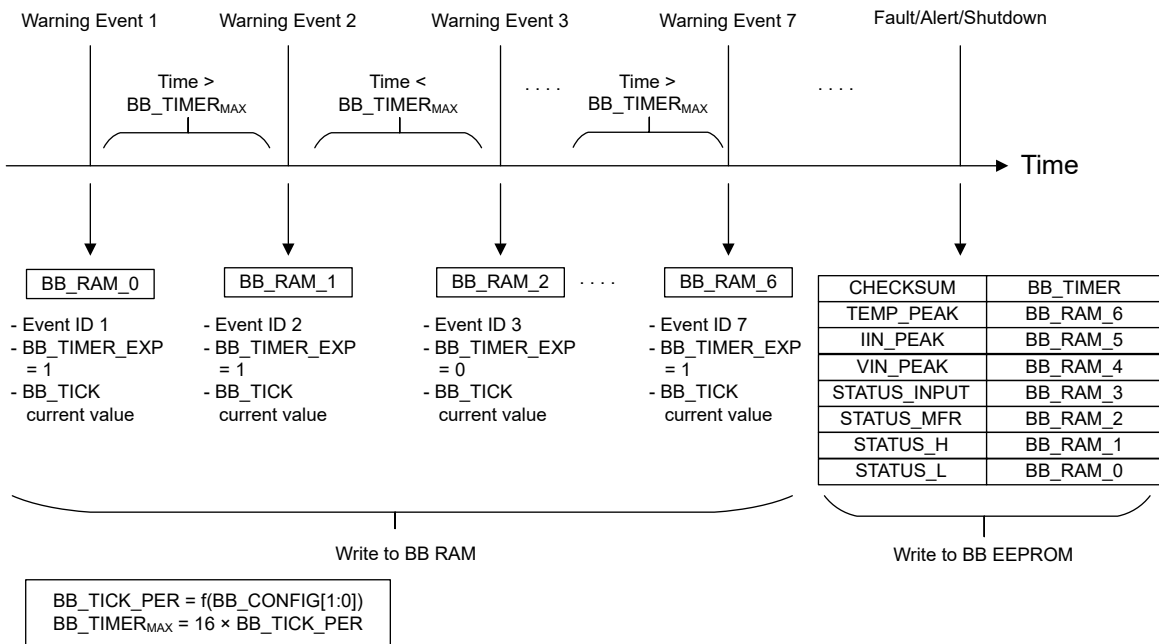 Warning Event 1
Warning Event 2
Warning Event 3
Warning Event 7
Fault/Alert/Shutdown
Time >
BB_TIMERMAX
Time <
BB_TIMERMAX
. . . .
Time >
BB_TIMERMAX
. . . .
Time
BB_RAM_0
BB_RAM_1
BB_RAM_2
. . . .
BB_RAM_6
- Event ID 1
- BB_TIMER_EXP
= 1
- BB_TICK
current value
- Event ID 2
- BB_TIMER_EXP
= 1
- BB_TICK
current value
- Event ID 3
- BB_TIMER_EXP
= 0
- BB_TICK
current value
- Event ID 7
- BB_TIMER_EXP
= 1
- BB_TICK
current value
CHECKSUM BB_TIMER
TEMP_PEAK BB_RAM_6
IIN_PEAK BB_RAM_5
VIN_PEAK BB_RAM_4
STATUS_INPUT BB_RAM_3
STATUS_MFR BB_RAM_2
STATUS_H BB_RAM_1
STATUS_L BB_RAM_0
Write to BB RAM
Write to BB EEPROM
BB_TICK_PER = f(BB_CONFIG[1:0])
BB_TIMERMAX = 16 × BB_TICK_PER